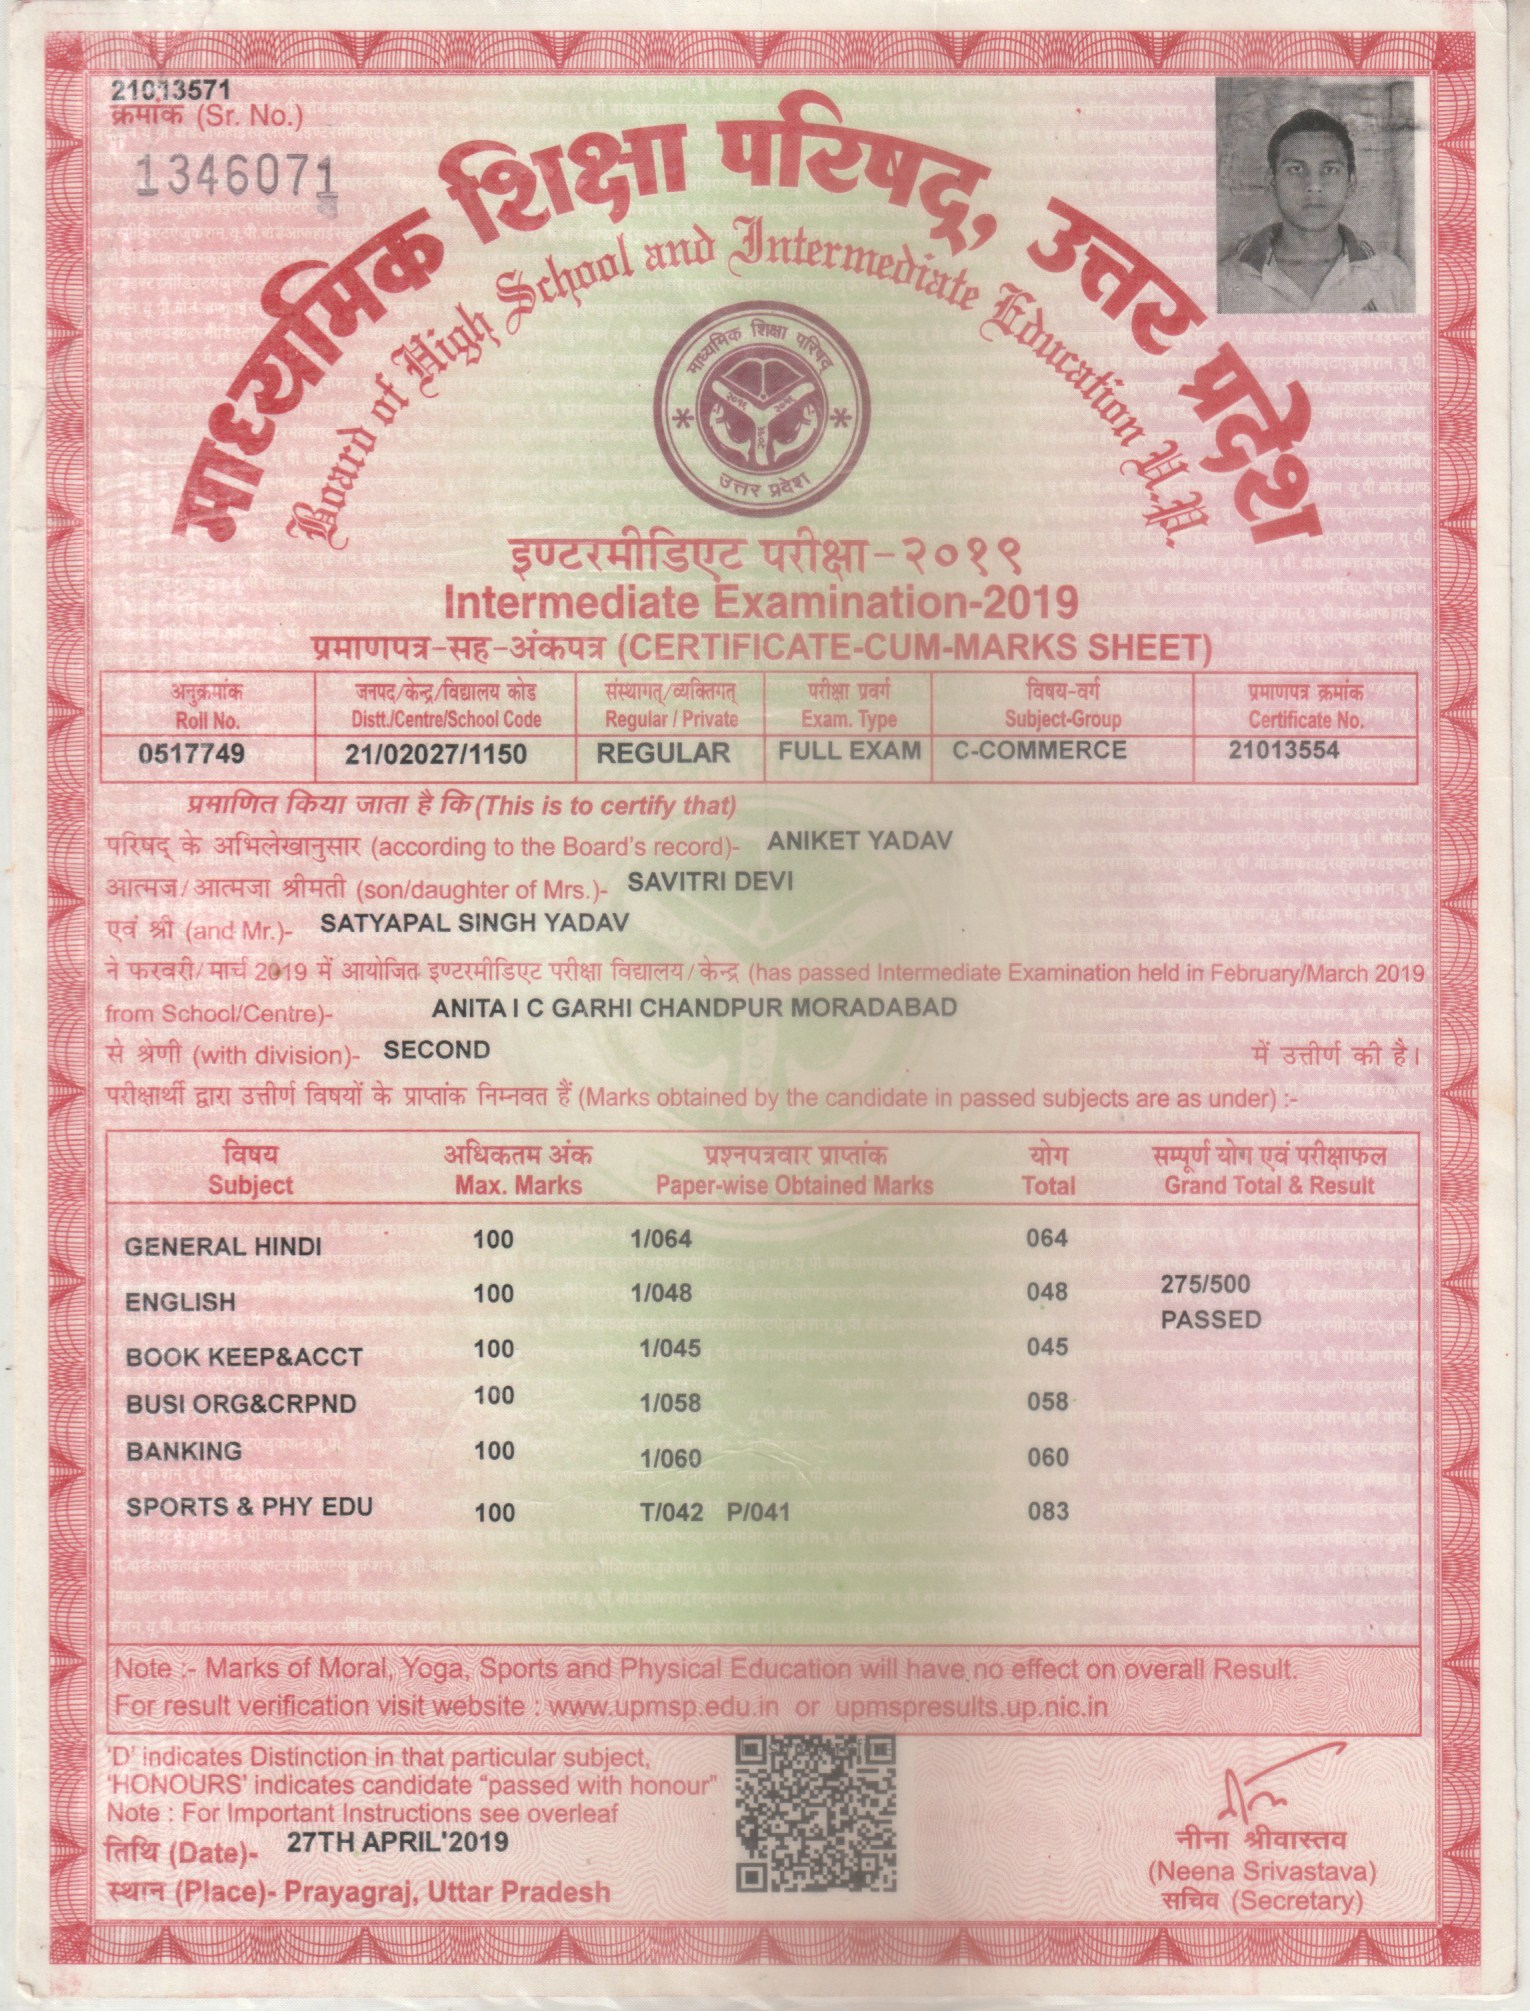 21013571
क्रमांक (Sr. No.)
1346071
माध्यमिक शिक्षा परिषद्, उत्तर प्रदेश
Board of High School and Intermediate Education U.P.
माध्यमिक शिक्षा परिषद्
उत्तर प्रदेश
इण्टरमीडिएट परीक्षा-२०१९
Intermediate Examination-2019
प्रमाणपत्र-सह-अंकपत्र (CERTIFICATE-CUM-MARKS SHEET)
अनुक्रमांक जनपद/केन्द्र/विद्यालय कोड संस्थागत्/व्यक्तिगत् परीक्षा प्रवर्ग विषय-वर्ग प्रमाणपत्र क्रमांक
Roll No. Distt./Centre/School Code Regular / Private Exam. Type Subject-Group Certificate No.
0517749 21/02027/1150 REGULAR FULL EXAM C-COMMERCE 21013554
प्रमाणित किया जाता है कि (This is to certify that)
परिषद् के अभिलेखानुसार (according to the Board's record)- ANIKET YADAV
आत्मज/आत्मजा श्रीमती (son/daughter of Mrs.)- SAVITRI DEVI
एवं श्री (and Mr.)- SATYAPAL SINGH YADAV
ने फरवरी/मार्च 2019 में आयोजित इण्टरमीडिएट परीक्षा विद्यालय/केन्द्र (has passed Intermediate Examination held in February/March 2019
from School/Centre)- ANITA I C GARHI CHANDPUR MORADABAD
से श्रेणी (with division)- SECOND में उत्तीर्ण की है।
परीक्षार्थी द्वारा उत्तीर्ण विषयों के प्राप्तांक निम्नवत हैं (Marks obtained by the candidate in passed subjects are as under) :-
विषय अधिकतम अंक प्रश्नपत्रवार प्राप्तांक योग सम्पूर्ण योग एवं परीक्षाफल
Subject Max. Marks Paper-wise Obtained Marks Total Grand Total & Result
GENERAL HINDI 100 1/064 064
ENGLISH 100 1/048 048 275/500
PASSED
BOOK KEEP&ACCT 100 1/045 045
BUSI ORG&CRPND 100 1/058 058
BANKING 100 1/060 060
SPORTS & PHY EDU 100 T/042 P/041 083
Note :- Marks of Moral, Yoga, Sports and Physical Education will have no effect on overall Result.
For result verification visit website : www.upmsp.edu.in or upmspresults.up.nic.in
'D' indicates Distinction in that particular subject,
'HONOURS' indicates candidate "passed with honour"
Note : For Important Instructions see overleaf
तिथि (Date)- 27TH APRIL'2019
स्थान (Place)- Prayagraj, Uttar Pradesh
नीना श्रीवास्तव
(Neena Srivastava)
सचिव (Secretary)